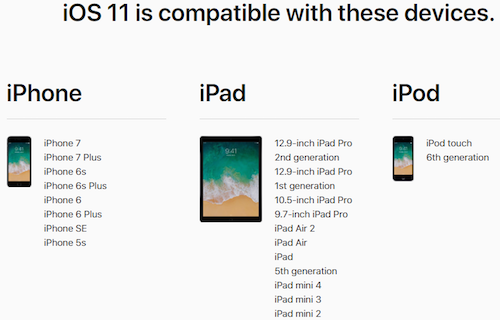 iOS 11 is compatible with these devices.
iPhone
iPhone 7
iPhone 7 Plus
iPhone 6s
iPhone 6s Plus
iPhone 6
iPhone 6 Plus
iPhone SE
iPhone 5s
iPad
12.9-inch iPad Pro
2nd generation
12.9-inch iPad Pro
1st generation
10.5-inch iPad Pro
9.7-inch iPad Pro
iPad Air 2
iPad Air
iPad
5th generation
iPad mini 4
iPad mini 3
iPad mini 2
iPod
iPod touch
6th generation
9:41
9:41
9:41